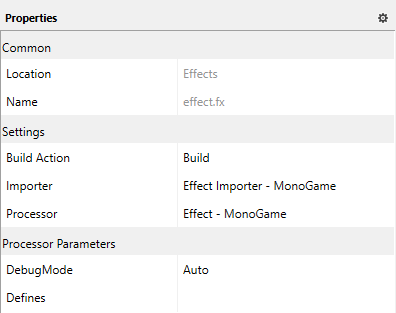 Properties
Common
Location Effects
Name effect.fx
Settings
Build Action Build
Importer Effect Importer - MonoGame
Processor Effect - MonoGame
Processor Parameters
DebugMode Auto
Defines